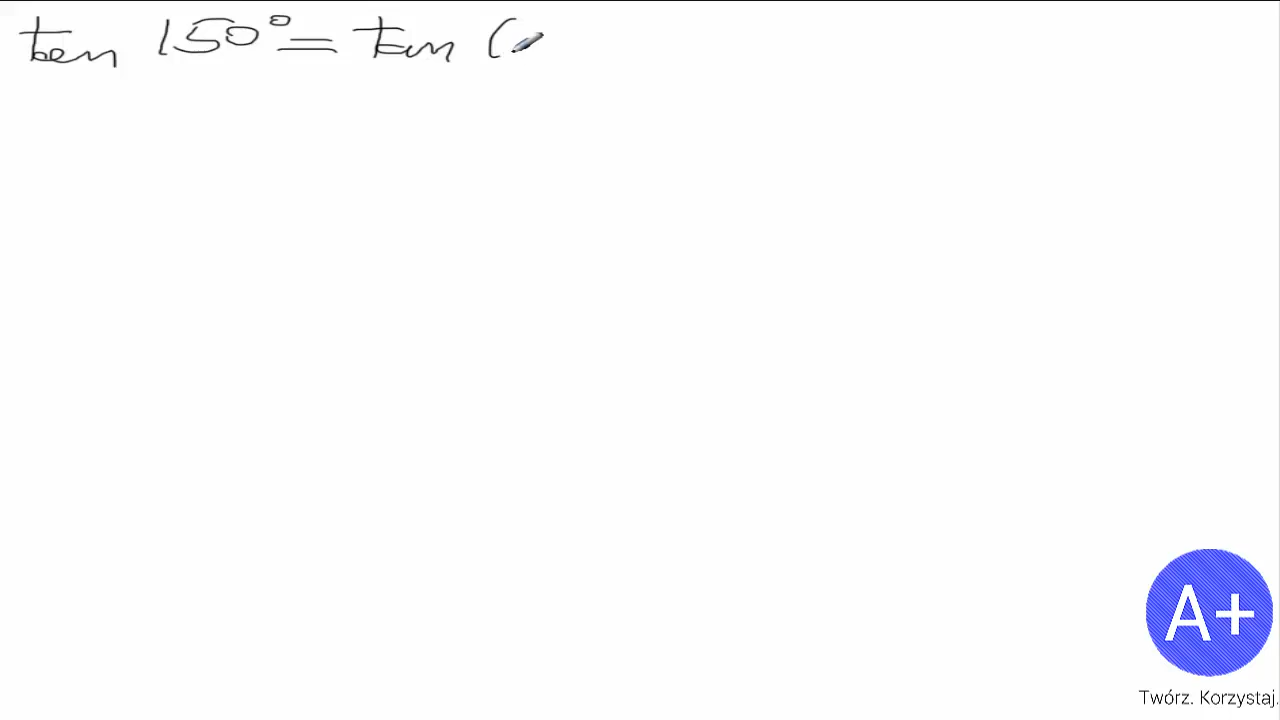 tan 150° = tan (
A+
Twórz. Korzystaj.